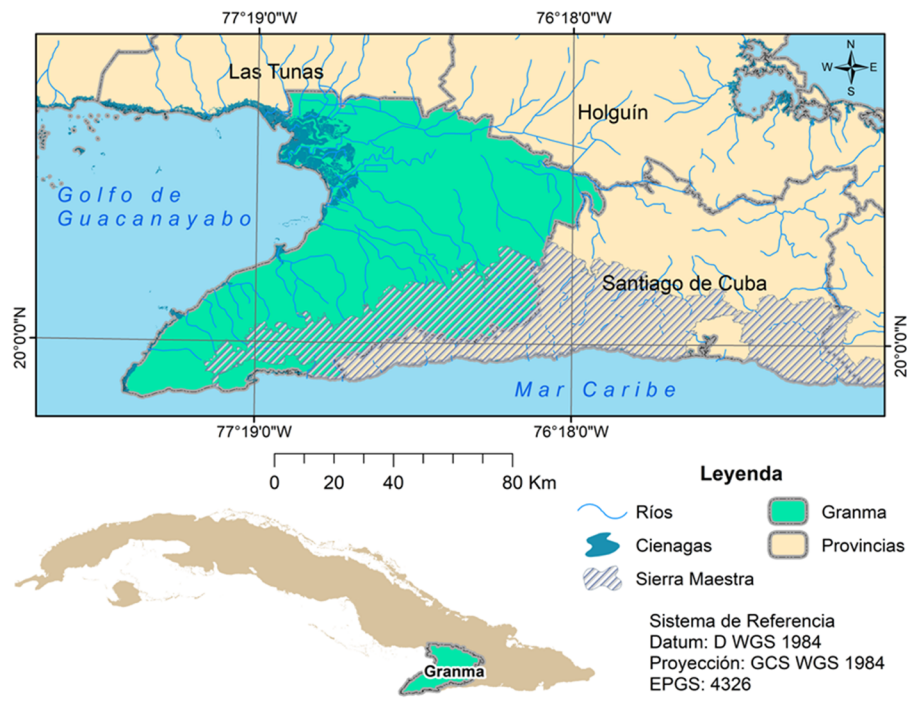 77°19'0"W
76°18'0"W
N
W
E
S
Las Tunas
Holguín
Golfo de
Guacanayabo
Santiago de Cuba
20°0'0"N
20°0'0"N
Mar Caribe
77°19'0"W
76°18'0"W
0
20
40
80 Km
Leyenda
Ríos
Granma
Cienagas
Provincias
Sierra Maestra
Granma
Sistema de Referencia
Datum: D WGS 1984
Proyección: GCS WGS 1984
EPGS: 4326